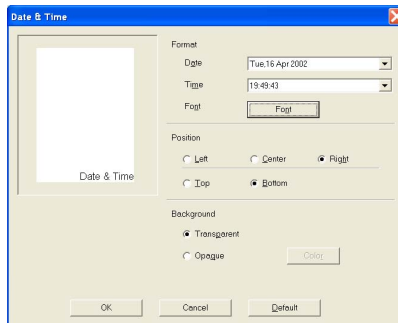 Date & Time
Date & Time
Format
Date Tue,16 Apr 2002
Time 19:49:43
Font Font
Position
Left Center Right
Top Bottom
Background
Transparent
Opaque Color
OK Cancel Default